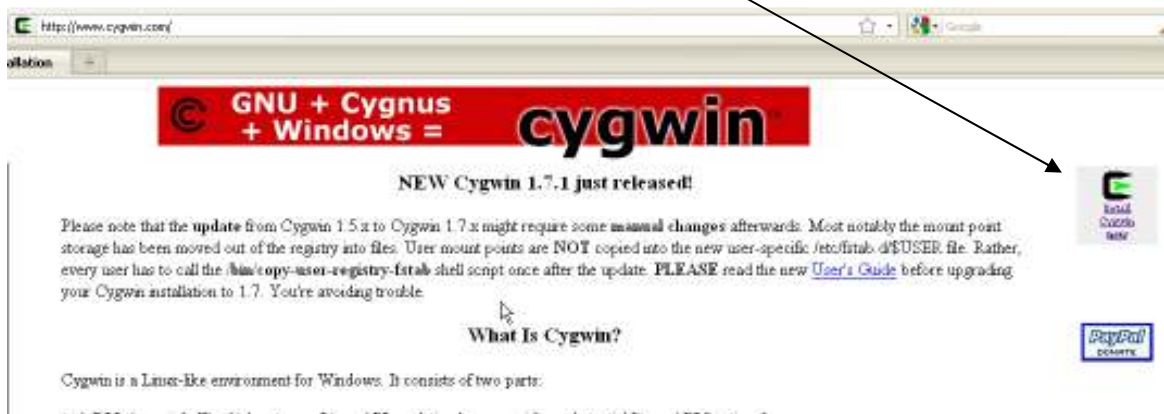 http://www.cygwin.com/
allation
Google
GNU + Cygnus
+ Windows =
cygwin
NEW Cygwin 1.7.1 just released!
Install
Cygwin
now
Please note that the update from Cygwin 1.5.x to Cygwin 1.7.x might require some manual changes afterwards. Most notably the mount point
storage has been moved out of the registry into files. User mount points are NOT copied into the new user-specific /etc/fstab.d/$USER file. Rather,
every user has to call the /bin/copy-user-registry-fstab shell script once after the update. PLEASE read the new User's Guide before upgrading
your Cygwin installation to 1.7. You're avoiding trouble.
What Is Cygwin?
PayPal
DONATE
Cygwin is a Linux-like environment for Windows. It consists of two parts: